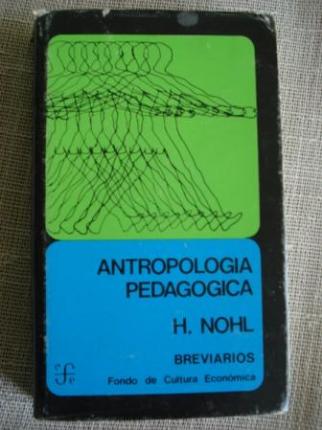 ANTROPOLOGIA
PEDAGOGICA
H. NOHL
BREVIARIOS
Fondo de Cultura Económica